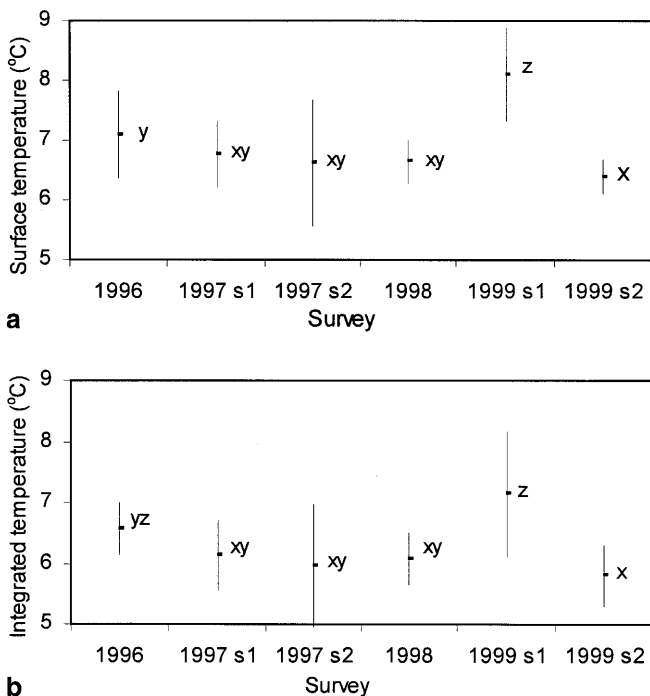 Surface temperature (°C)
9
8
7
6
5
y
xy
xy
xy
z
x
1996
1997 s1
1997 s2
1998
1999 s1
1999 s2
Survey
a
Integrated temperature (°C)
9
8
7
6
5
yz
xy
xy
xy
z
x
1996
1997 s1
1997 s2
1998
1999 s1
1999 s2
Survey
b